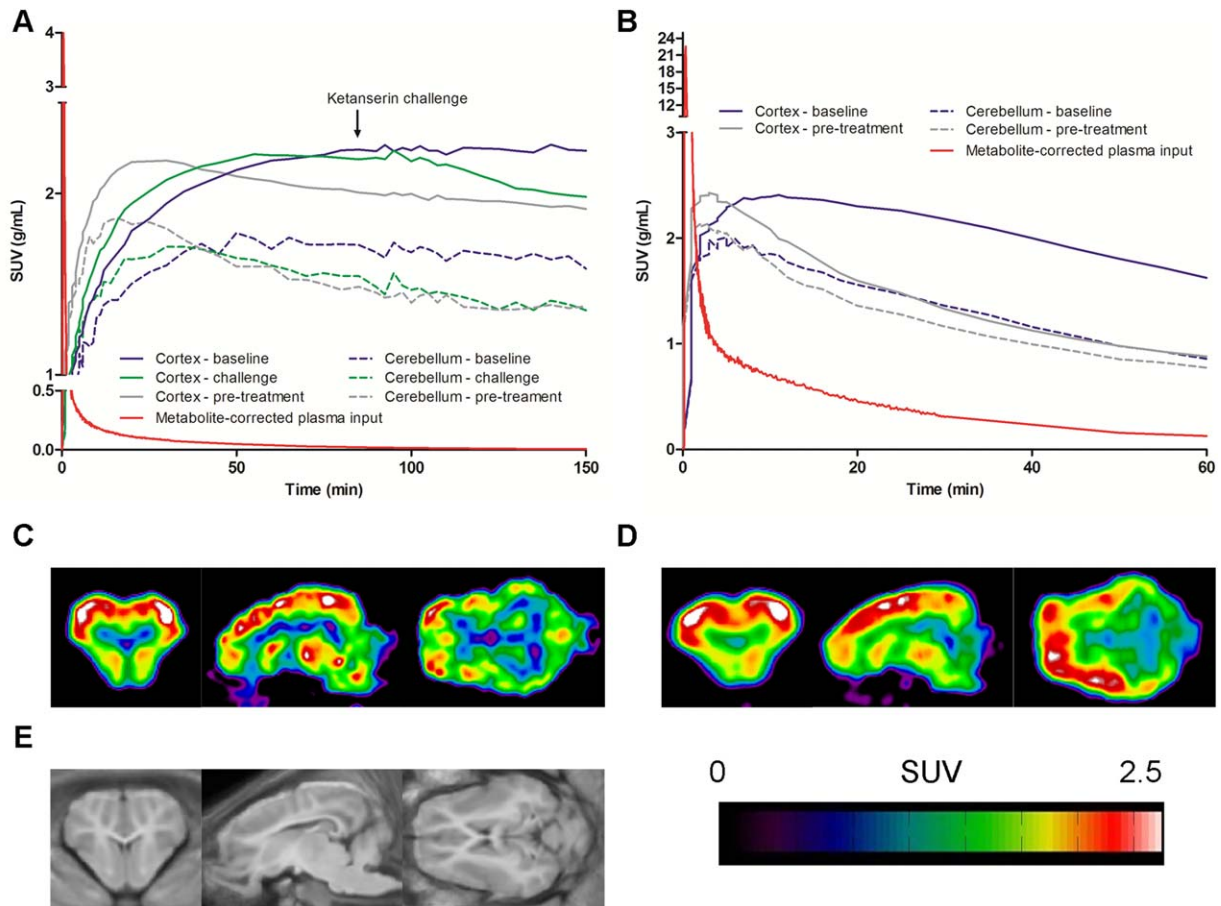 A
B
4
3
2
1
0.5
0.0
SUV (g/mL)
Ketanserin challenge
Cortex - baseline
Cerebellum - baseline
Cortex - challenge
Cerebellum - challenge
Cortex - pre-treatment
Cerebellum - pre-treament
Metabolite-corrected plasma input
0 50 100 150
Time (min)
24
21
18
15
12
3
2
1
0
SUV (g/mL)
Cortex - baseline
Cerebellum - baseline
Cortex - pre-treatment
Cerebellum - pre-treatment
Metabolite-corrected plasma input
0 20 40 60
Time (min)
C
D
E
0 SUV 2.5